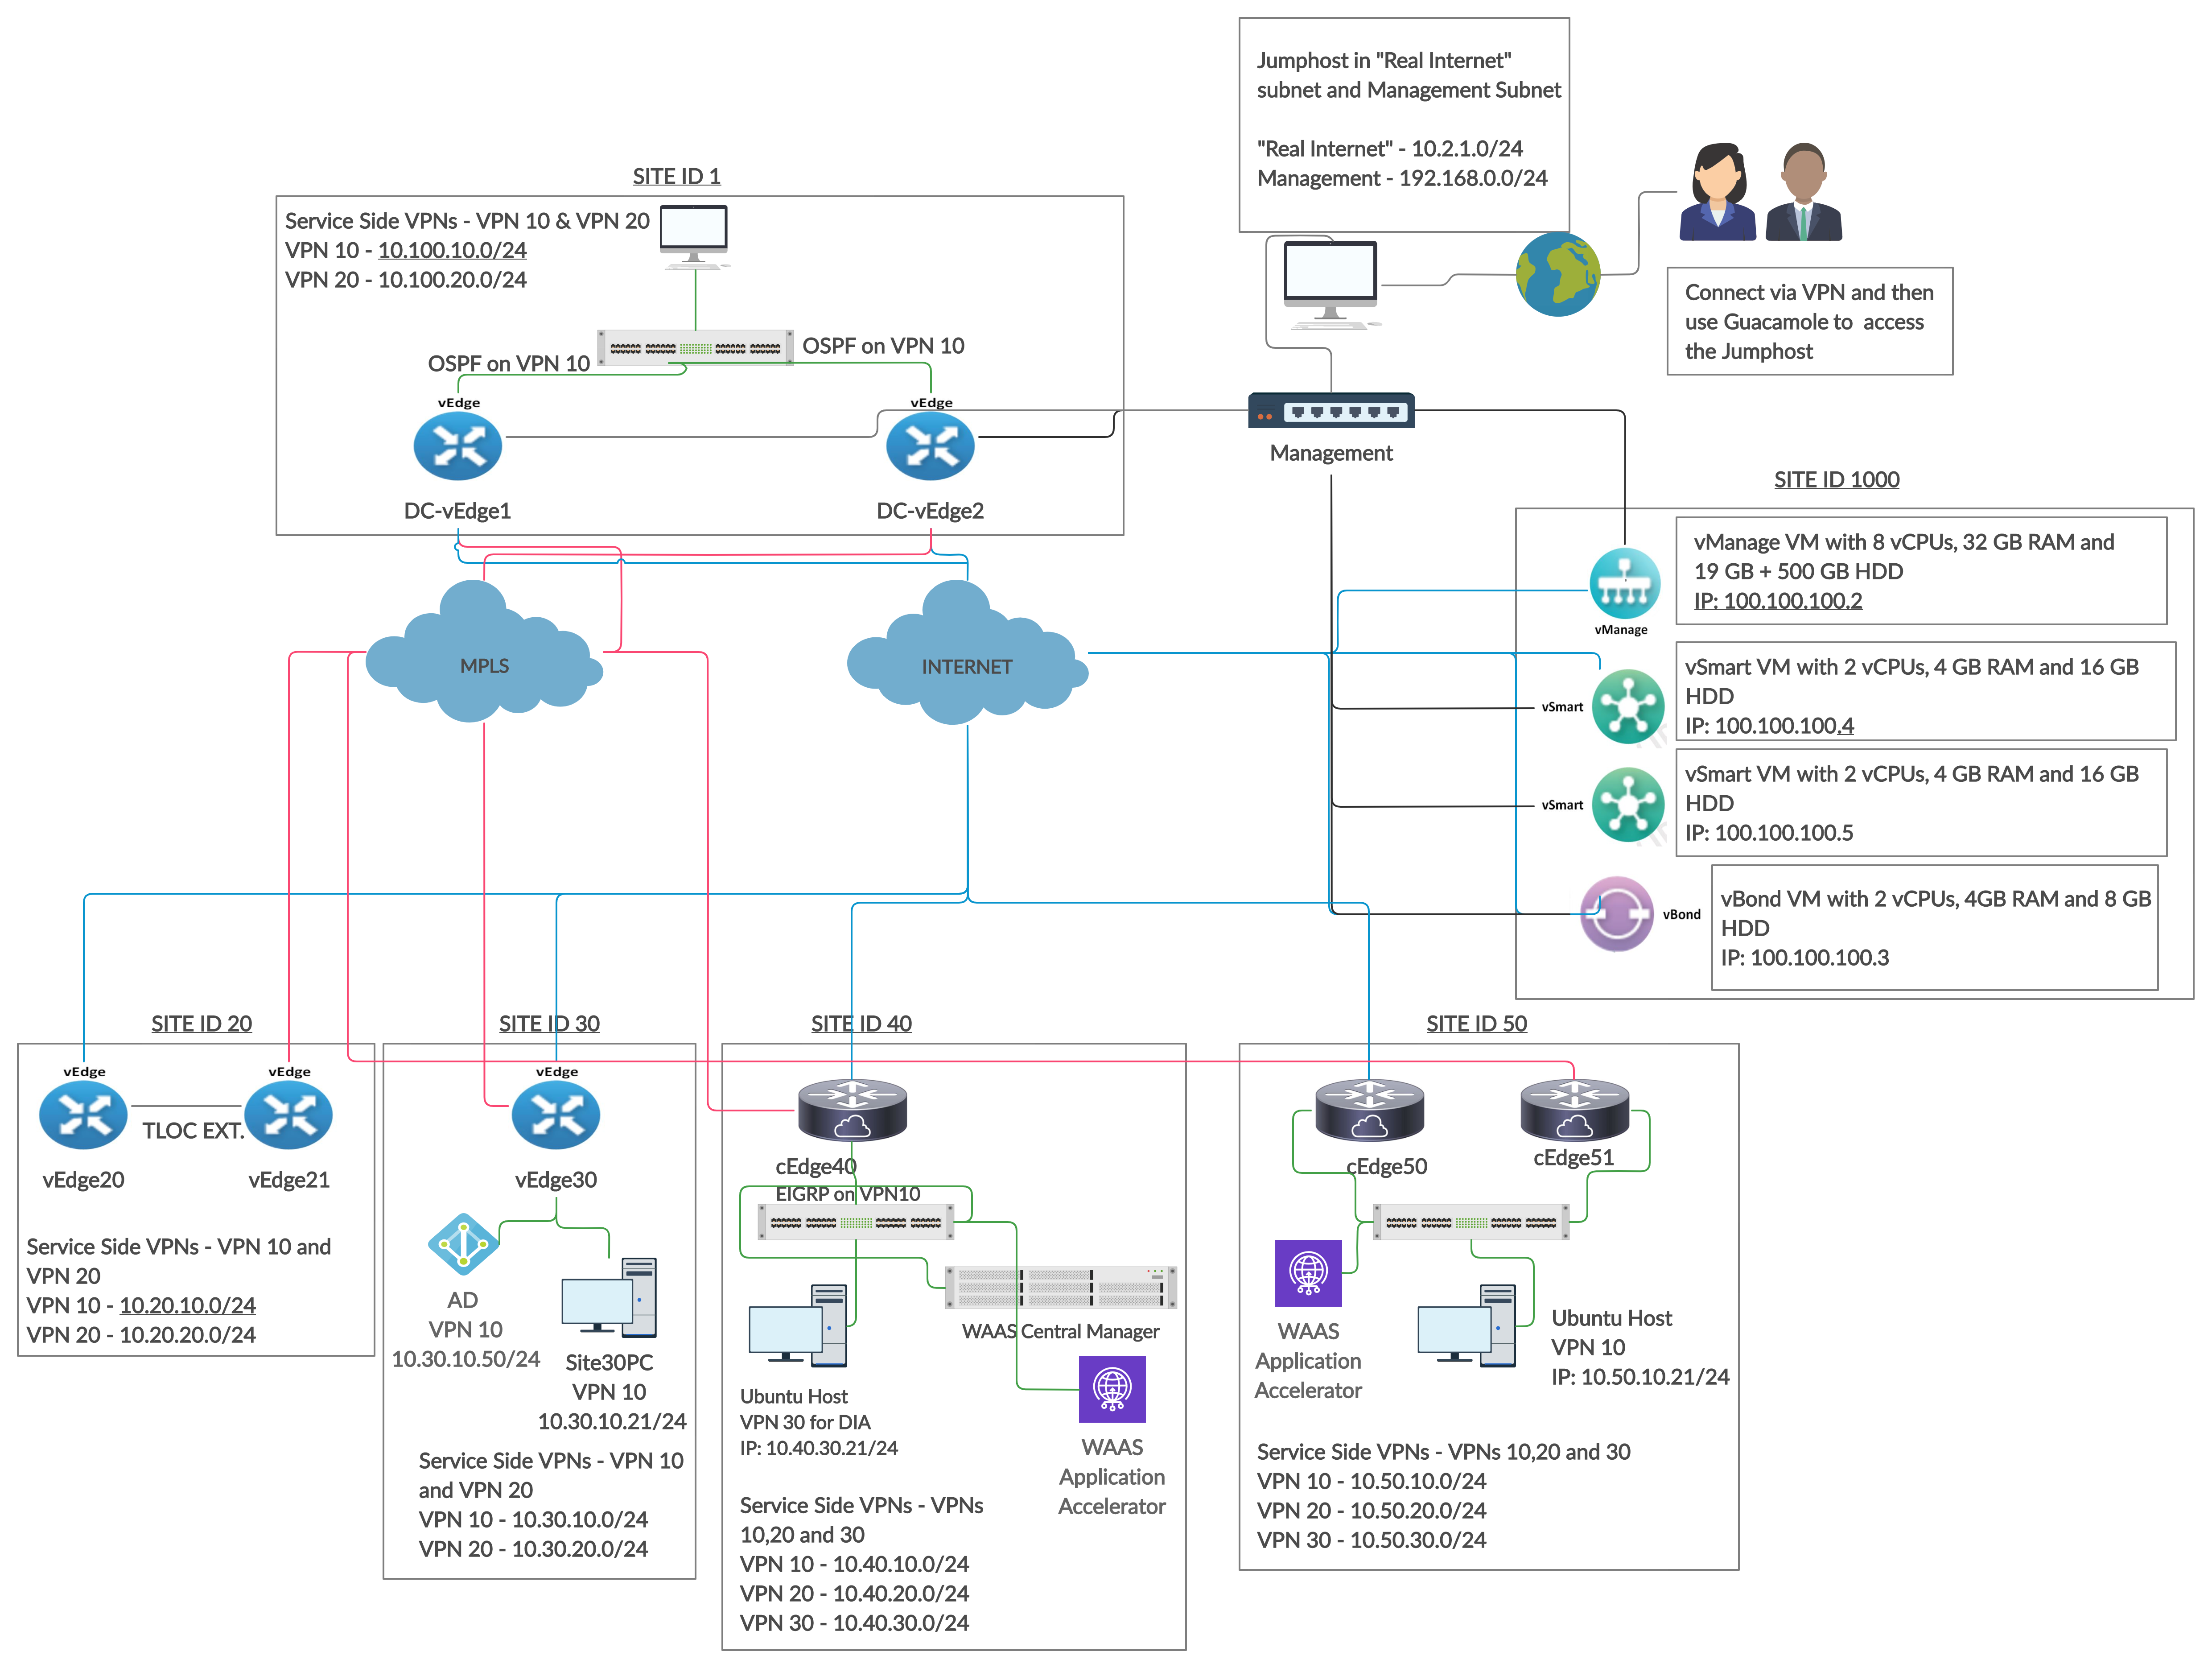 Jumphost in "Real Internet"
subnet and Management Subnet
"Real Internet" - 10.2.1.0/24
Management - 192.168.0.0/24
Connect via VPN and then
use Guacamole to  access
the Jumphost
SITE ID 1
Service Side VPNs - VPN 10 & VPN 20
VPN 10 - 10.100.10.0/24
VPN 20 - 10.100.20.0/24
OSPF on VPN 10
OSPF on VPN 10
vEdge
vEdge
DC-vEdge1
DC-vEdge2
Management
SITE ID 1000
vManage VM with 8 vCPUs, 32 GB RAM and
19 GB + 500 GB HDD
IP: 100.100.100.2
vManage
vSmart VM with 2 vCPUs, 4 GB RAM and 16 GB
HDD
IP: 100.100.100.4
vSmart
vSmart VM with 2 vCPUs, 4 GB RAM and 16 GB
HDD
IP: 100.100.100.5
vSmart
vBond VM with 2 vCPUs, 4GB RAM and 8 GB
HDD
IP: 100.100.100.3
vBond
MPLS
INTERNET
SITE ID 20
vEdge
vEdge
TLOC EXT.
vEdge20
vEdge21
Service Side VPNs - VPN 10 and
VPN 20
VPN 10 - 10.20.10.0/24
VPN 20 - 10.20.20.0/24
SITE ID 30
vEdge
vEdge30
AD
VPN 10
10.30.10.50/24
Site30PC
VPN 10
10.30.10.21/24
Service Side VPNs - VPN 10
and VPN 20
VPN 10 - 10.30.10.0/24
VPN 20 - 10.30.20.0/24
SITE ID 40
cEdge40
EIGRP on VPN10
WAAS Central Manager
Ubuntu Host
VPN 30 for DIA
IP: 10.40.30.21/24
WAAS
Application
Accelerator
Service Side VPNs - VPNs
10,20 and 30
VPN 10 - 10.40.10.0/24
VPN 20 - 10.40.20.0/24
VPN 30 - 10.40.30.0/24
SITE ID 50
cEdge50
cEdge51
WAAS
Application
Accelerator
Ubuntu Host
VPN 10
IP: 10.50.10.21/24
Service Side VPNs - VPNs 10,20 and 30
VPN 10 - 10.50.10.0/24
VPN 20 - 10.50.20.0/24
VPN 30 - 10.50.30.0/24